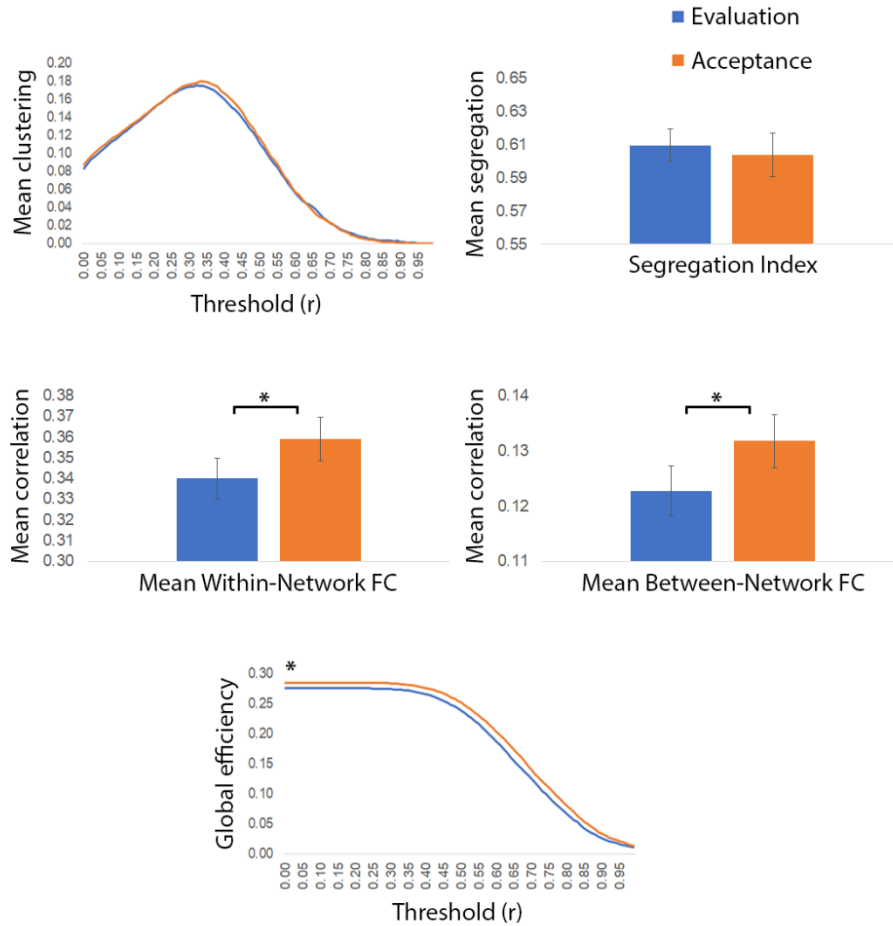 Evaluation
Acceptance
Mean clustering
0.20
0.18
0.16
0.14
0.12
0.10
0.08
0.06
0.04
0.02
0.00
0.00 0.05 0.10 0.15 0.20 0.25 0.30 0.35 0.40 0.45 0.50 0.55 0.60 0.65 0.70 0.75 0.80 0.85 0.90 0.95
Threshold (r)
Mean segregation
0.65
0.63
0.61
0.59
0.57
0.55
Segregation Index
Mean correlation
0.38
0.37
0.36
0.35
0.34
0.33
0.32
0.31
0.30
*
Mean Within-Network FC
Mean correlation
0.14
0.13
0.12
0.11
*
Mean Between-Network FC
Global efficiency
0.30
0.25
0.20
0.15
0.10
0.05
0.00
*
0.00 0.05 0.10 0.15 0.20 0.25 0.30 0.35 0.40 0.45 0.50 0.55 0.60 0.65 0.70 0.75 0.80 0.85 0.90 0.95
Threshold (r)